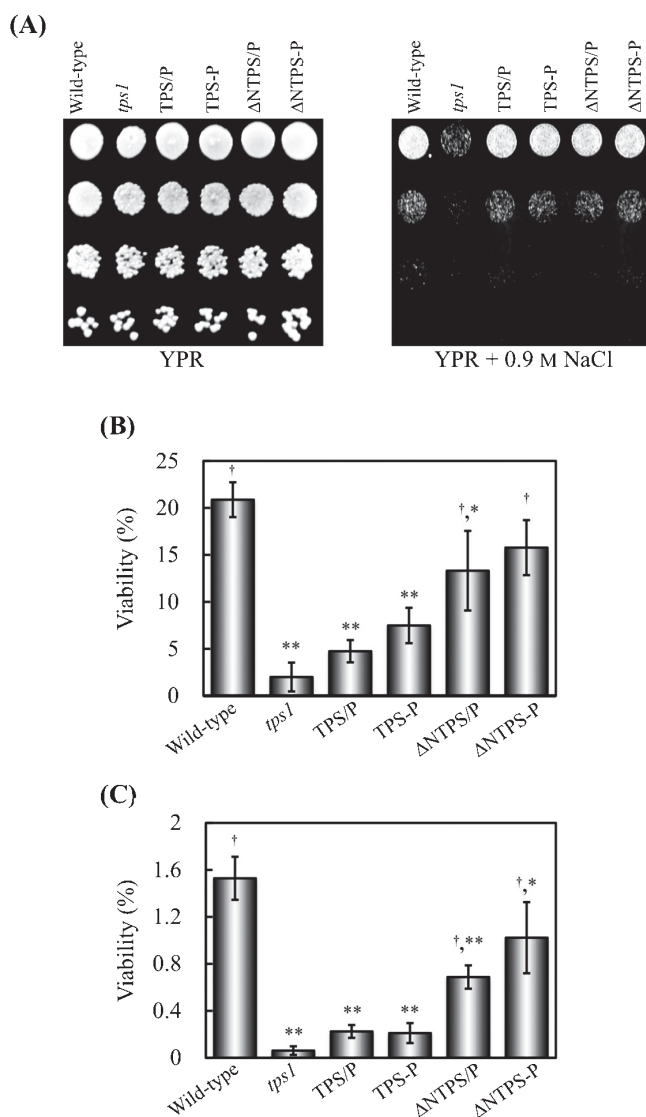 (A)
Wild-type
tps1
TPS/P
TPS-P
ΔNTPS/P
ΔNTPS-P
Wild-type
tps1
TPS/P
TPS-P
ΔNTPS/P
ΔNTPS-P
YPR
YPR + 0.9 M NaCl
(B)
Viability (%)
25
20
15
10
5
0
†
**
**
**
†,*
†
Wild-type
tps1
TPS/P
TPS-P
ΔNTPS/P
ΔNTPS-P
(C)
Viability (%)
2
1.6
1.2
0.8
0.4
0
†
**
**
**
†,**
†,*
Wild-type
tps1
TPS/P
TPS-P
ΔNTPS/P
ΔNTPS-P